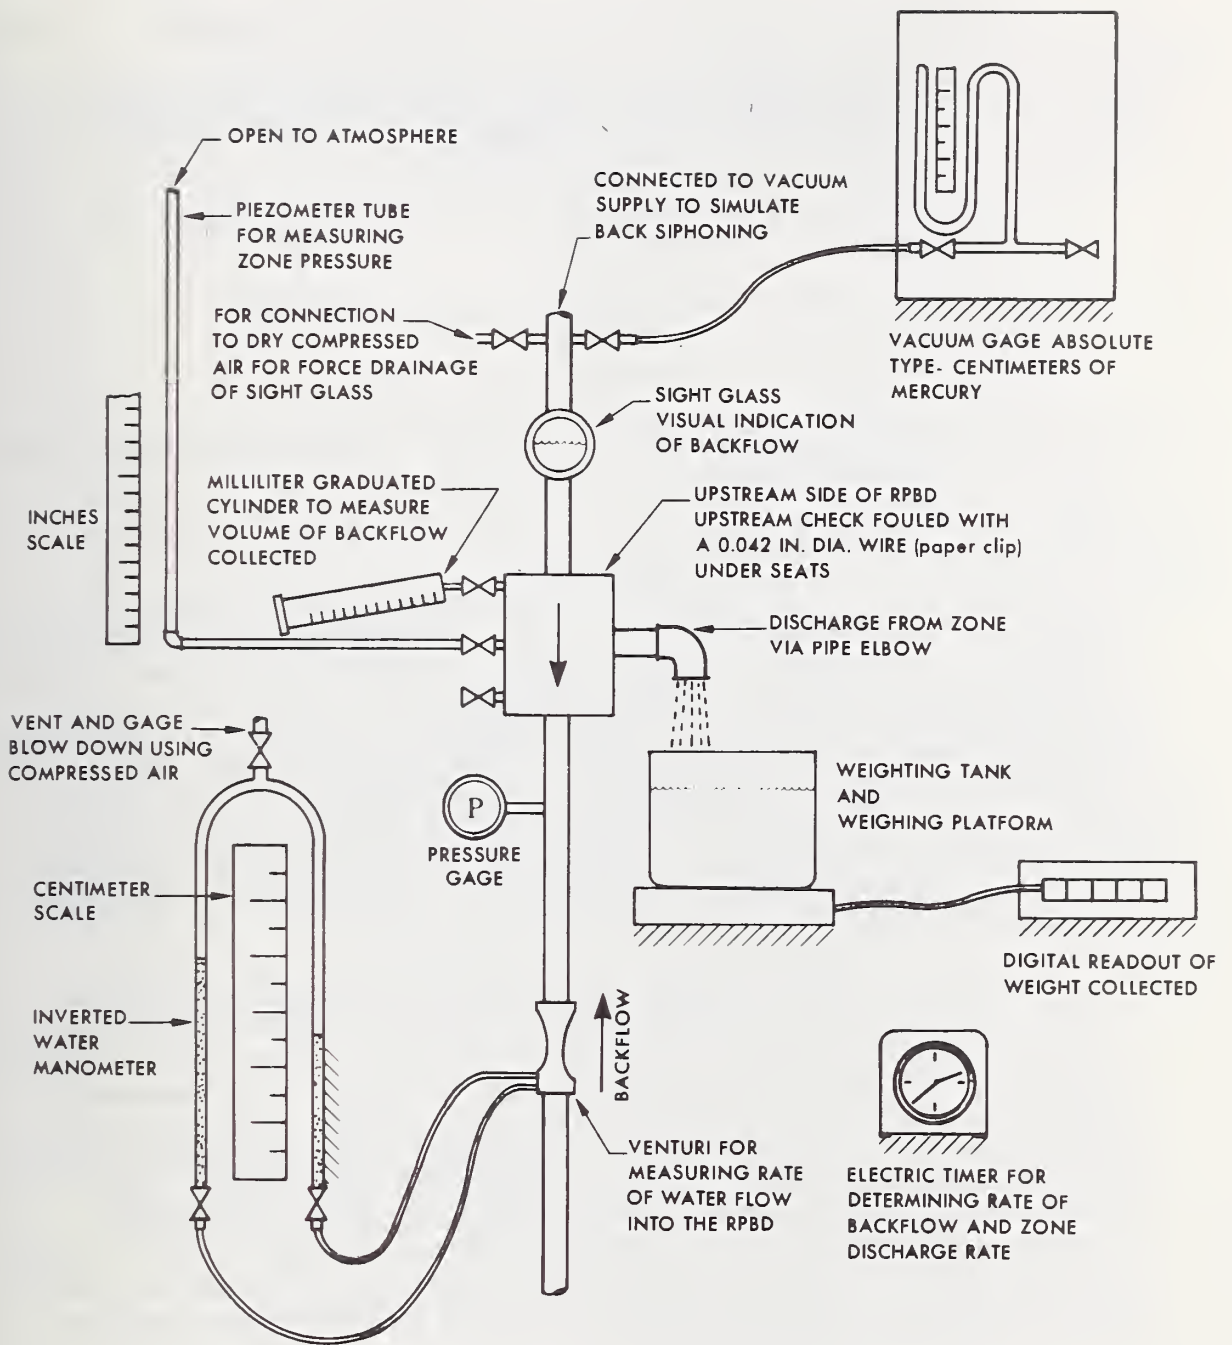 OPEN TO ATMOSPHERE
PIEZOMETER TUBE
FOR MEASURING
ZONE PRESSURE
CONNECTED TO VACUUM
SUPPLY TO SIMULATE
BACK SIPHONING
FOR CONNECTION
TO DRY COMPRESSED
AIR FOR FORCE DRAINAGE
OF SIGHT GLASS
VACUUM GAGE ABSOLUTE
TYPE- CENTIMETERS OF
MERCURY
SIGHT GLASS
VISUAL INDICATION
OF BACKFLOW
INCHES
SCALE
MILLILITER GRADUATED
CYLINDER TO MEASURE
VOLUME OF BACKFLOW
COLLECTED
UPSTREAM SIDE OF RPBD
UPSTREAM CHECK FOULED WITH
A 0.042 IN. DIA. WIRE (paper clip)
UNDER SEATS
DISCHARGE FROM ZONE
VIA PIPE ELBOW
VENT AND GAGE
BLOW DOWN USING
COMPRESSED AIR
P
PRESSURE
GAGE
WEIGHTING TANK
AND
WEIGHING PLATFORM
CENTIMETER
SCALE
DIGITAL READOUT OF
WEIGHT COLLECTED
INVERTED
WATER
MANOMETER
BACKFLOW
VENTURI FOR
MEASURING RATE
OF WATER FLOW
INTO THE RPBD
ELECTRIC TIMER FOR
DETERMINING RATE OF
BACKFLOW AND ZONE
DISCHARGE RATE